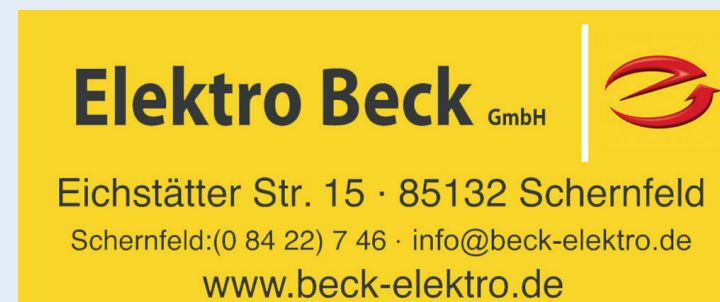 Elektro Beck GmbH
Eichstätter Str. 15 · 85132 Schernfeld
Schernfeld:(0 84 22) 7 46 · info@beck-elektro.de
www.beck-elektro.de